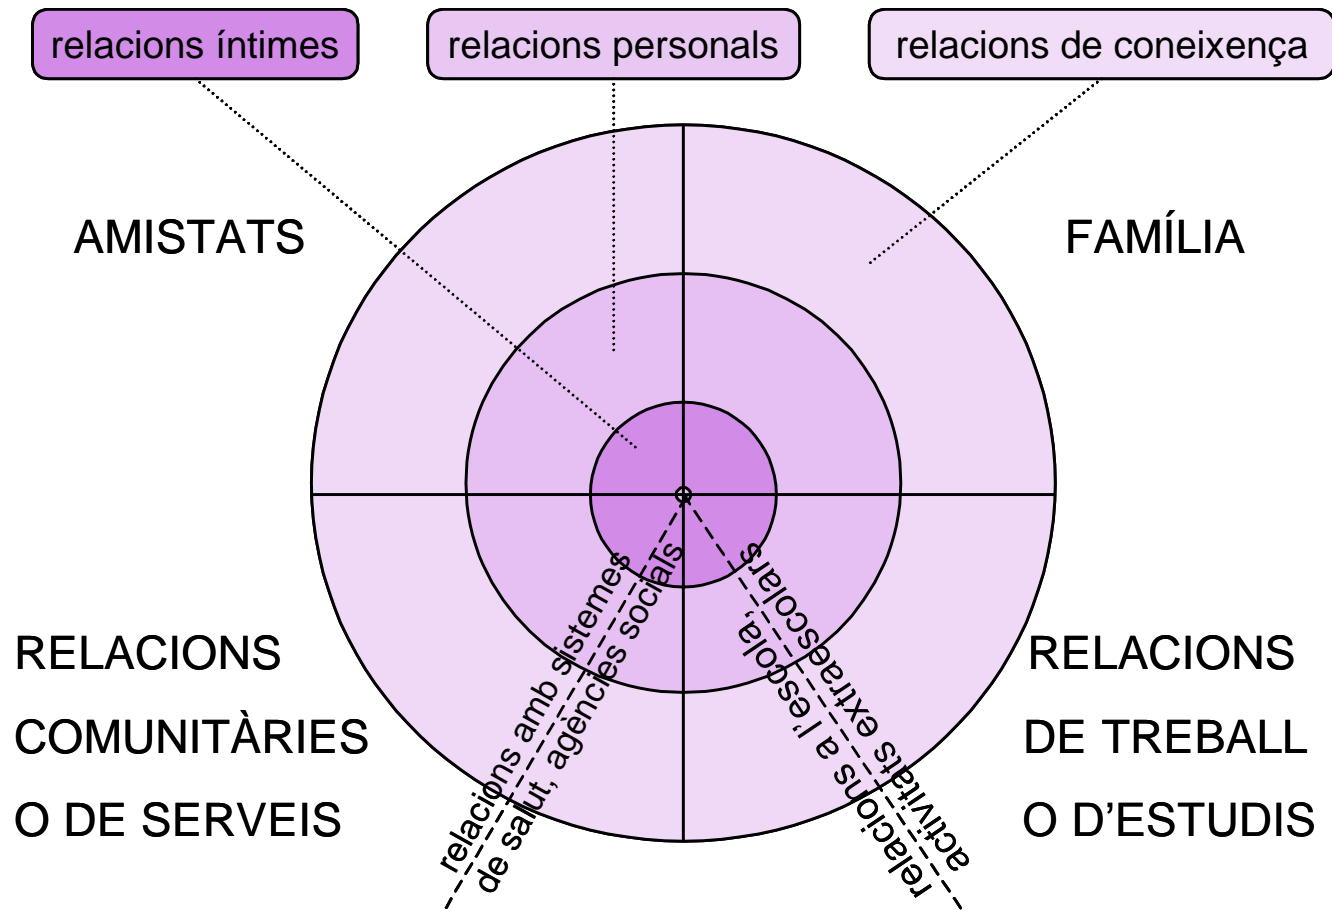 relacions íntimes
relacions personals
relacions de coneixença
AMISTATS
FAMÍLIA
RELACIONS
COMUNITÀRIES
O DE SERVEIS
relacions amb sistemes
de salut, agències socials
relacions a l'escola,
activitats extraescolars
RELACIONS
DE TREBALL
O D'ESTUDIS